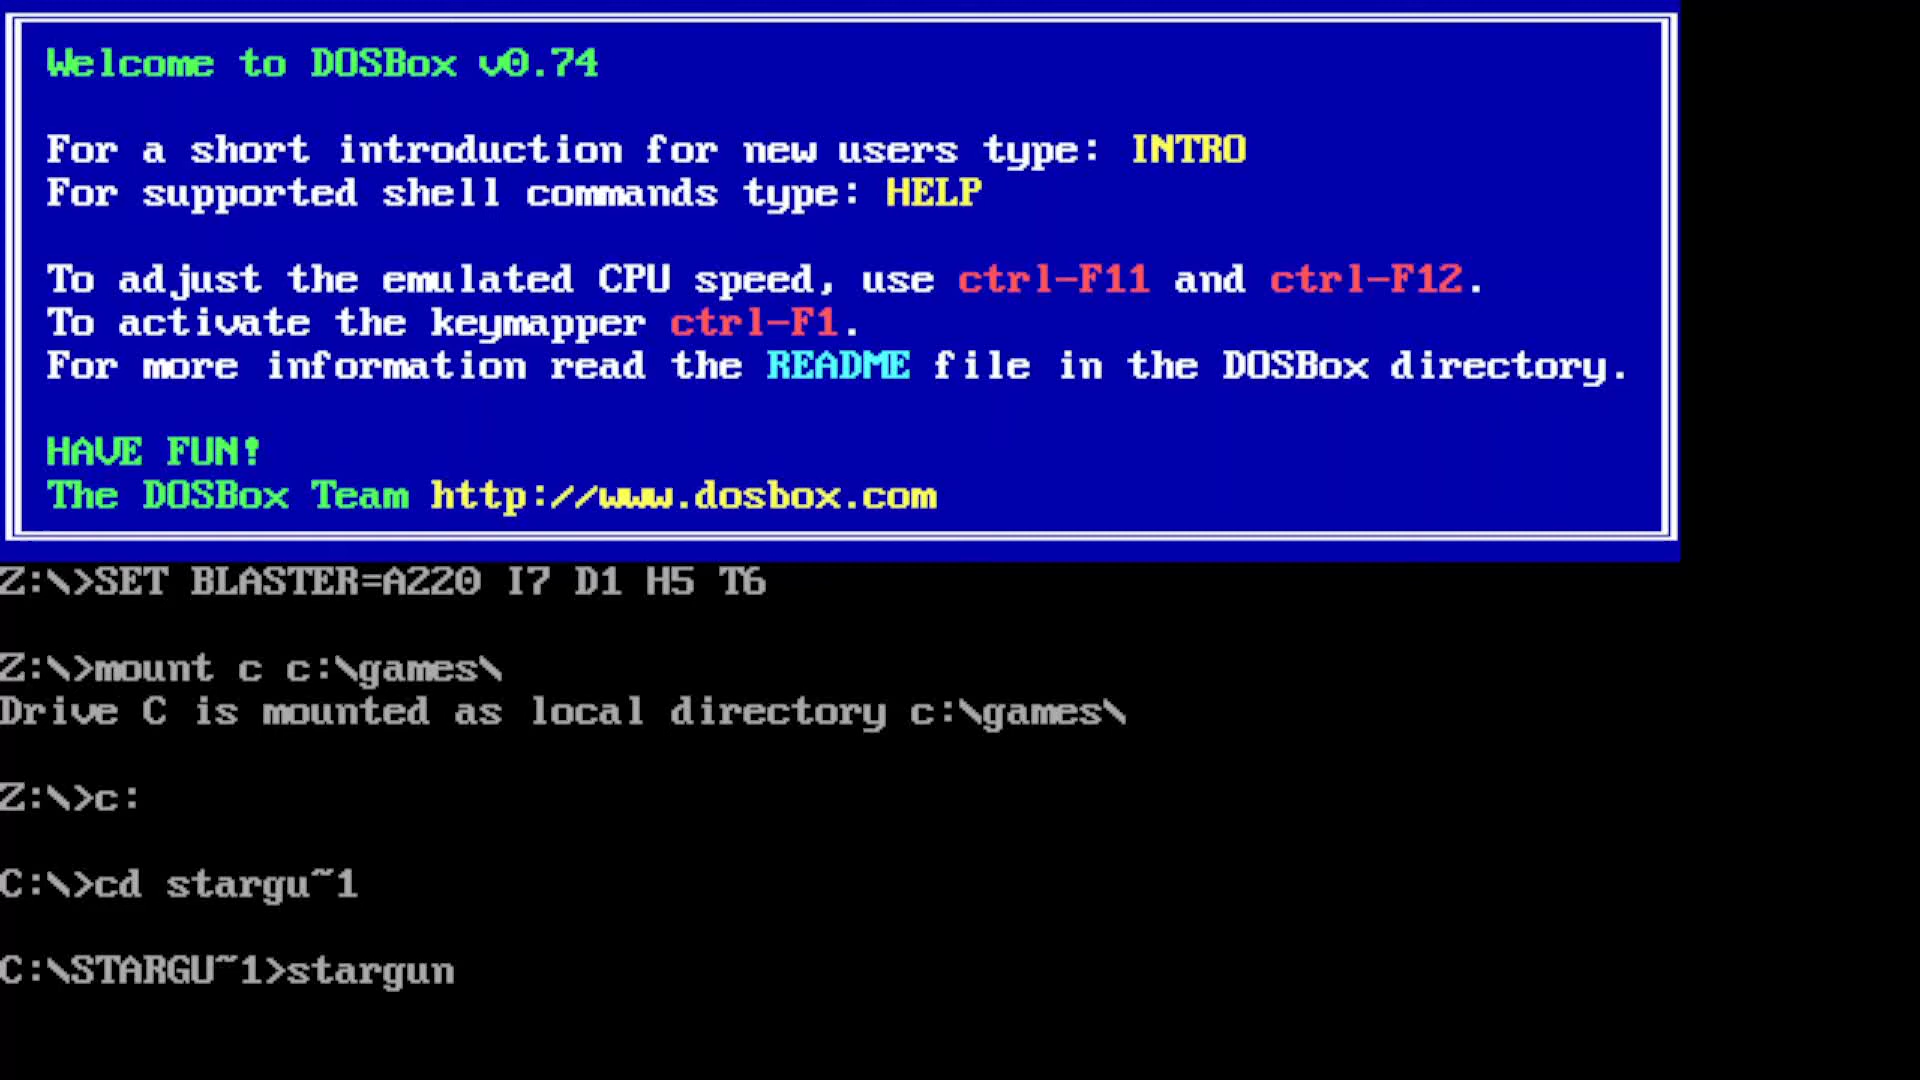 Welcome to DOSBox v0.74
For a short introduction for new users type: INTRO
For supported shell commands type: HELP
To adjust the emulated CPU speed, use ctrl-F11 and ctrl-F12.
To activate the keymapper ctrl-F1.
For more information read the README file in the DOSBox directory.
HAVE FUN!
The DOSBox Team http://www.dosbox.com
Z:\>SET BLASTER=A220 I7 D1 H5 T6
Z:\>mount c c:\games\
Drive C is mounted as local directory c:\games\
Z:\>c:
C:\>cd stargu~1
C:\STARGU~1>stargun